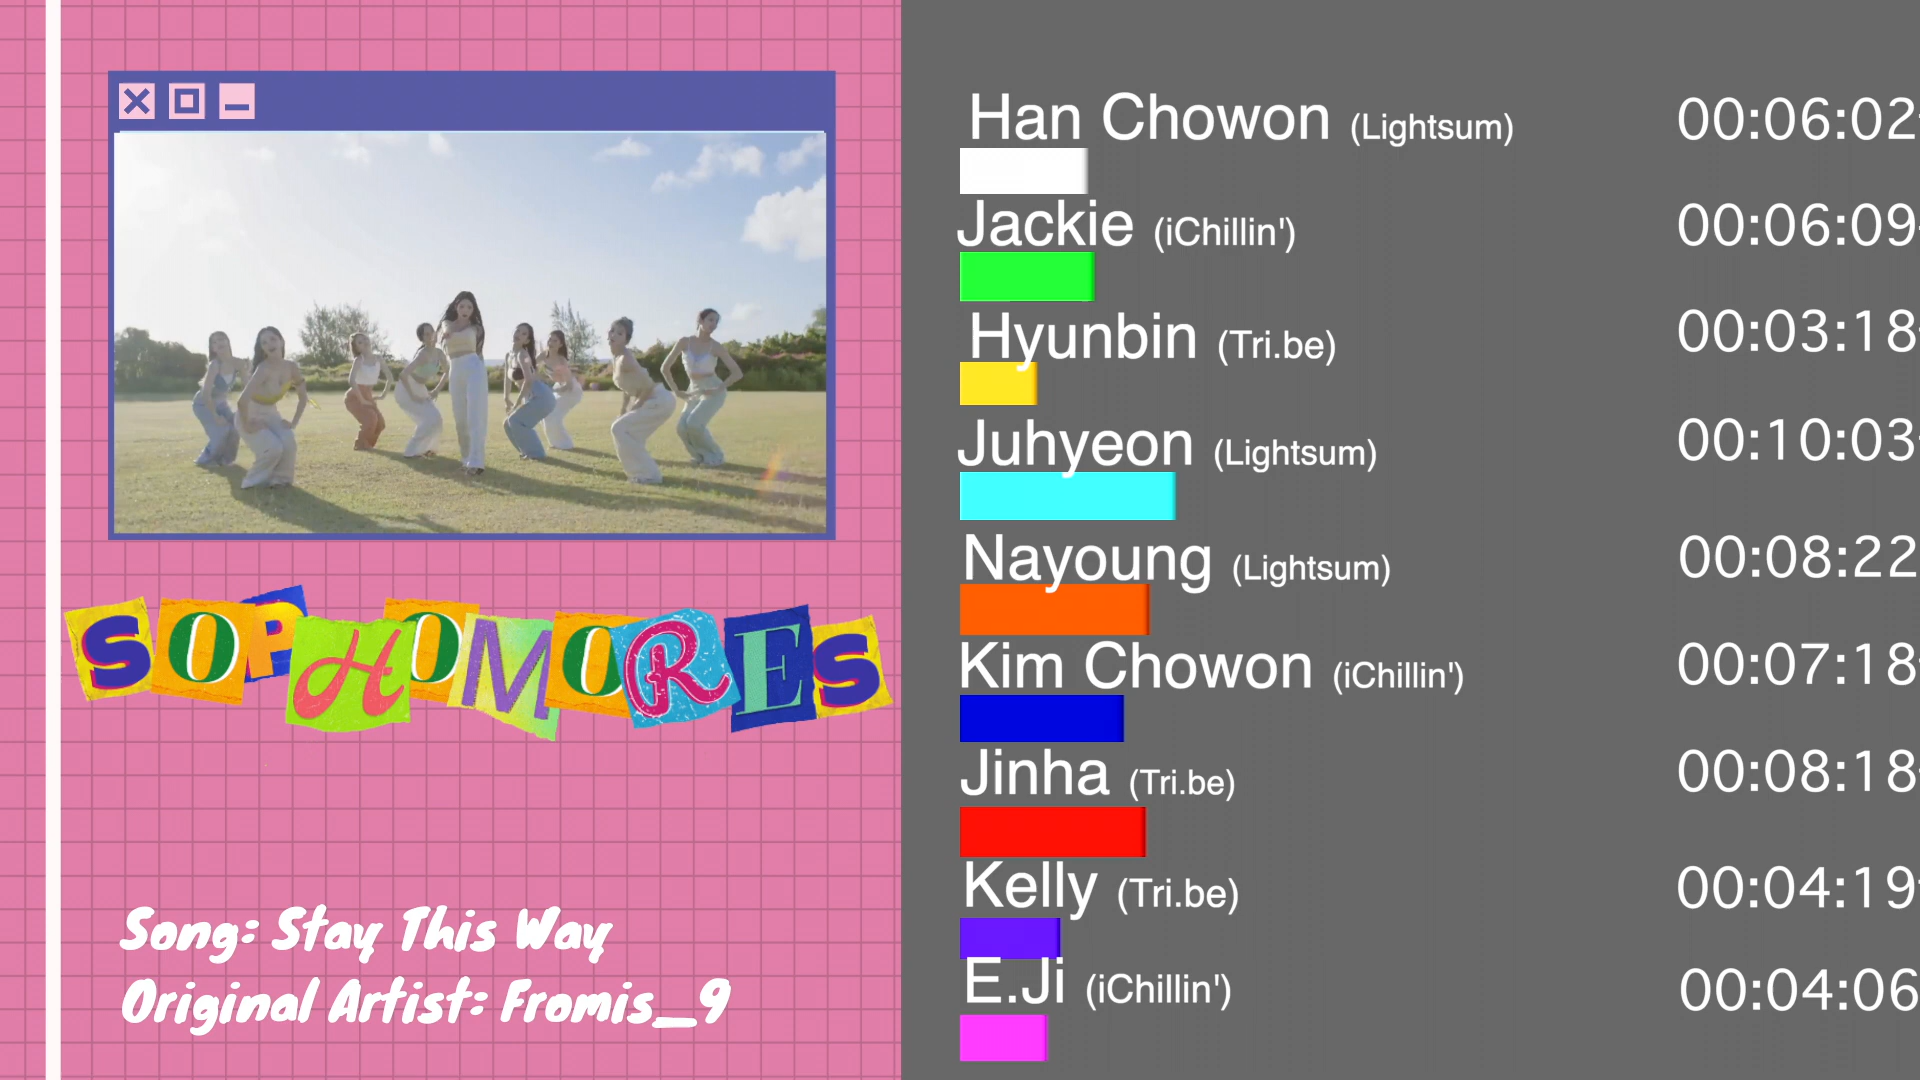 SOPHOMORES
Song: Stay This Way
Original Artist: Fromis_9
Han Chowon (Lightsum) 00:06:02
Jackie (iChillin') 00:06:09
Hyunbin (Tri.be) 00:03:18
Juhyeon (Lightsum) 00:10:03
Nayoung (Lightsum) 00:08:22
Kim Chowon (iChillin') 00:07:18
Jinha (Tri.be) 00:08:18
Kelly (Tri.be) 00:04:19
E.Ji (iChillin') 00:04:06